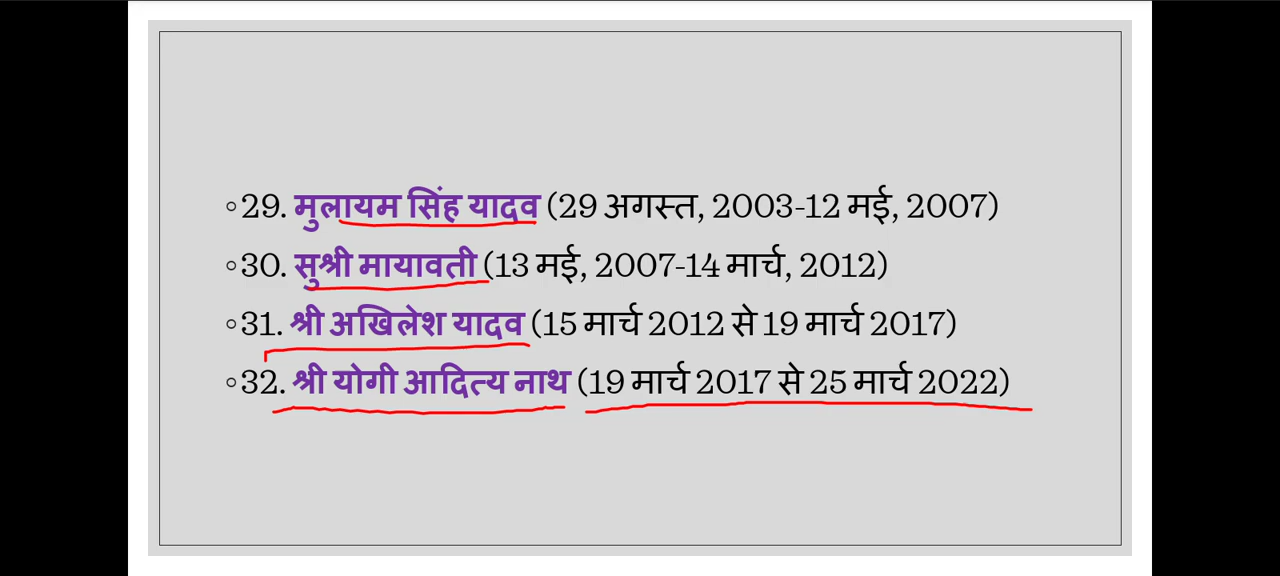 ◦29. मुलायम सिंह यादव (29 अगस्त, 2003-12 मई, 2007)
◦30. सुश्री मायावती (13 मई, 2007-14 मार्च, 2012)
◦31. श्री अखिलेश यादव (15 मार्च 2012 से 19 मार्च 2017)
◦32. श्री योगी आदित्य नाथ (19 मार्च 2017 से 25 मार्च 2022)